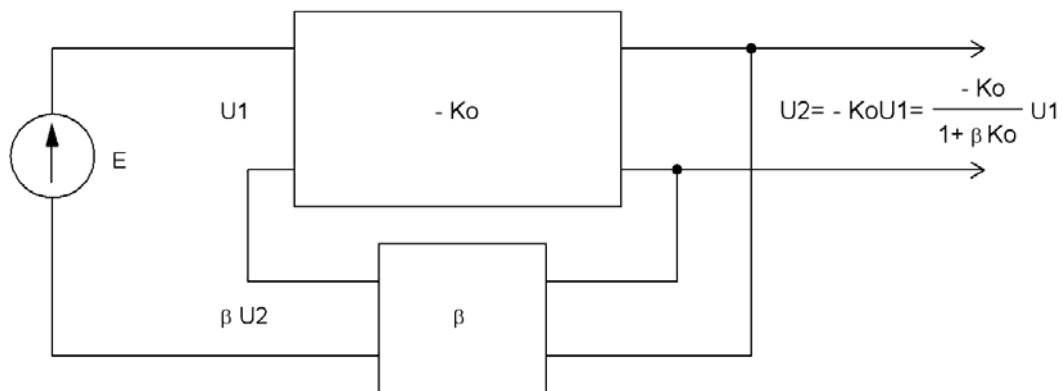 U1
- Ko
U2= - KoU1= - Ko / 1+ β Ko U1
E
β U2
β